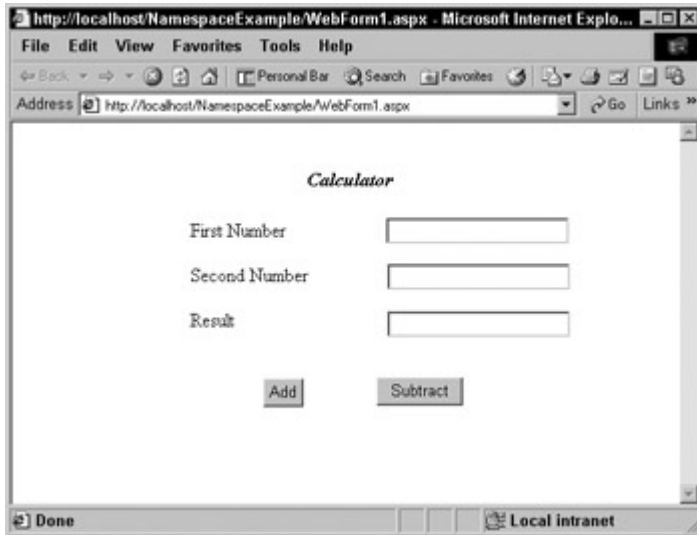 http://localhost/NamespaceExample/WebForm1.aspx - Microsoft Internet Explo...
File Edit View Favorites Tools Help
Back Personal Bar Search Favorites
Address http://localhost/NamespaceExample/WebForm1.aspx Go Links »
Calculator
First Number
Second Number
Result
Add Subtract
Done Local intranet